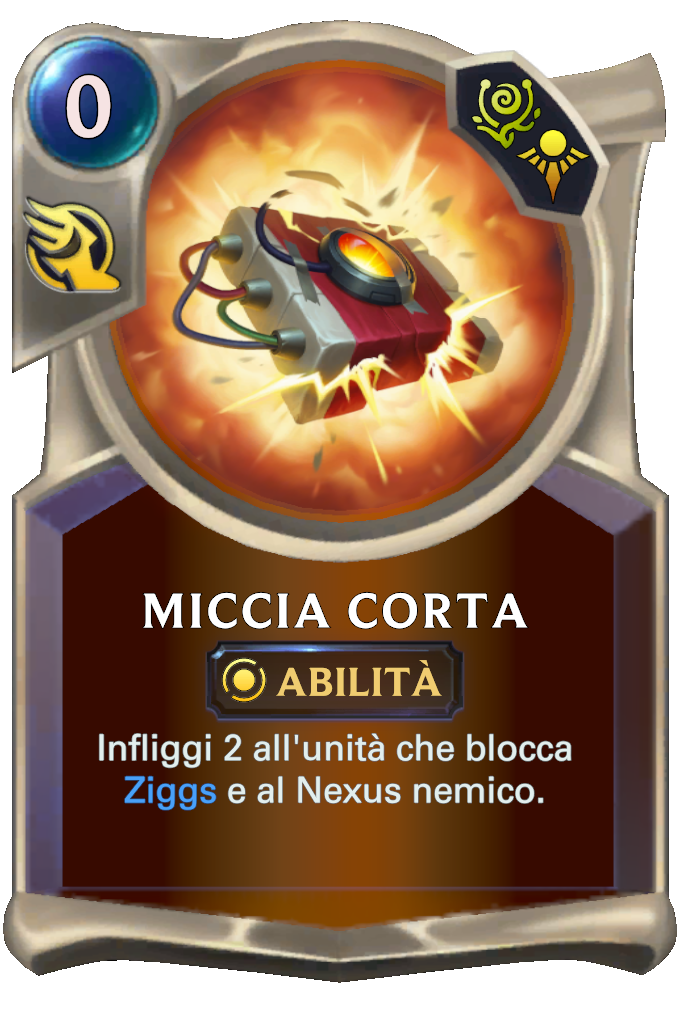 0
MICCIA CORTA
ABILITÀ
Infliggi 2 all'unità che blocca
Ziggs e al Nexus nemico.